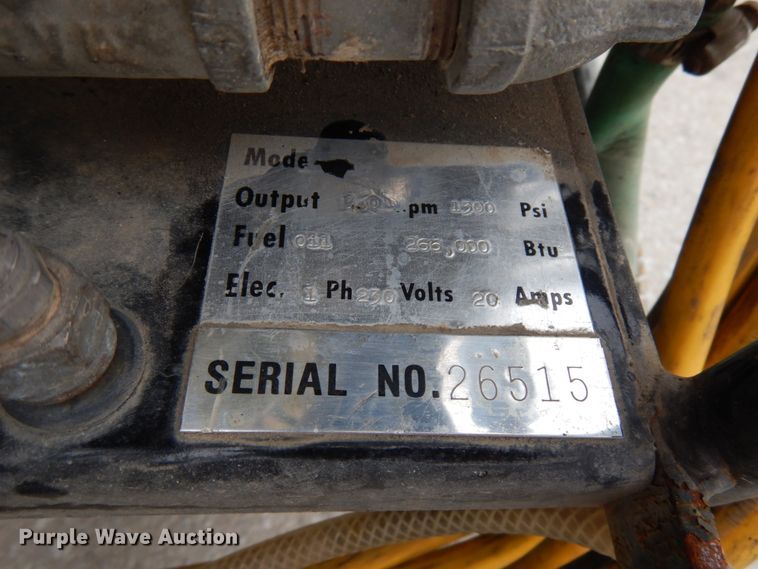 Mode
Output pm 1500 Psi
Fuel Oil 266,000 Btu
Elec. 1 Ph 230 Volts 20 Amps
SERIAL NO. 26515
Purple Wave Auction